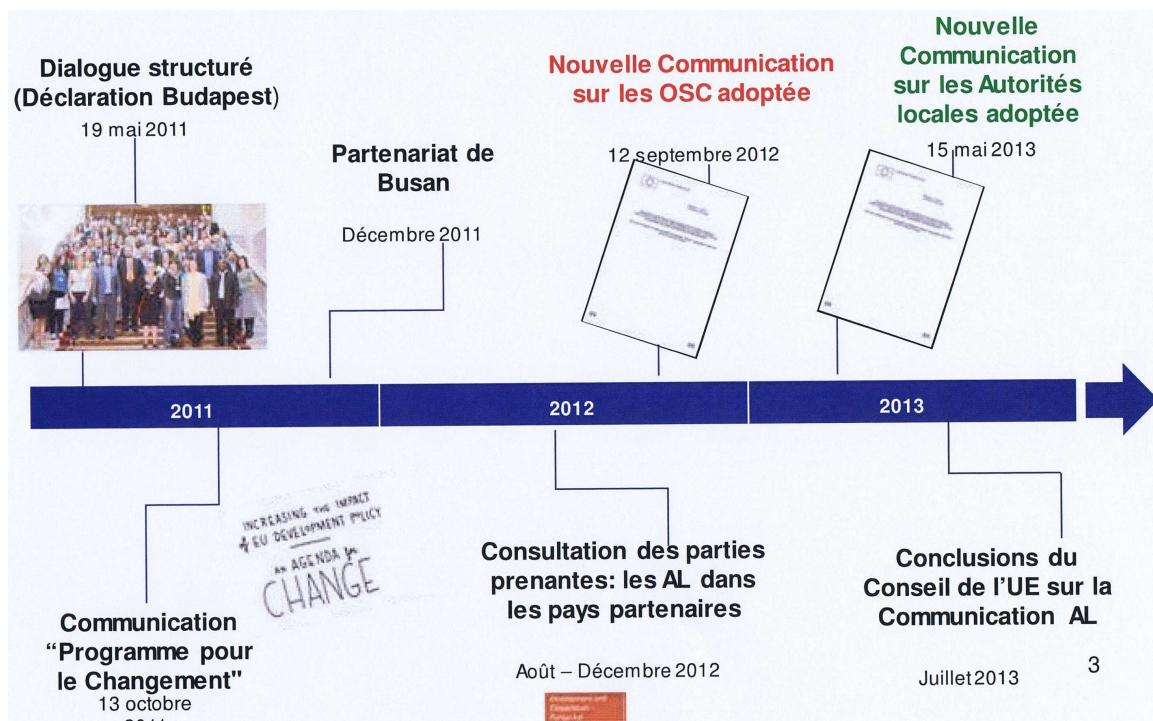 Dialogue structuré
(Déclaration Budapest)
19 mai 2011
Partenariat de
Busan
Décembre 2011
Nouvelle Communication
sur les OSC adoptée
12 septembre 2012
Nouvelle
Communication
sur les Autorités
locales adoptée
15 mai 2013
2011
2012
2013
INCREASING THE IMPACT
of EU DEVELOPMENT POLICY
AN AGENDA for
CHANGE
Communication
“Programme pour
le Changement"
13 octobre
2011
Consultation des parties
prenantes: les AL dans
les pays partenaires
Août – Décembre 2012
Conclusions du
Conseil de l’UE sur la
Communication AL
Juillet 2013
3